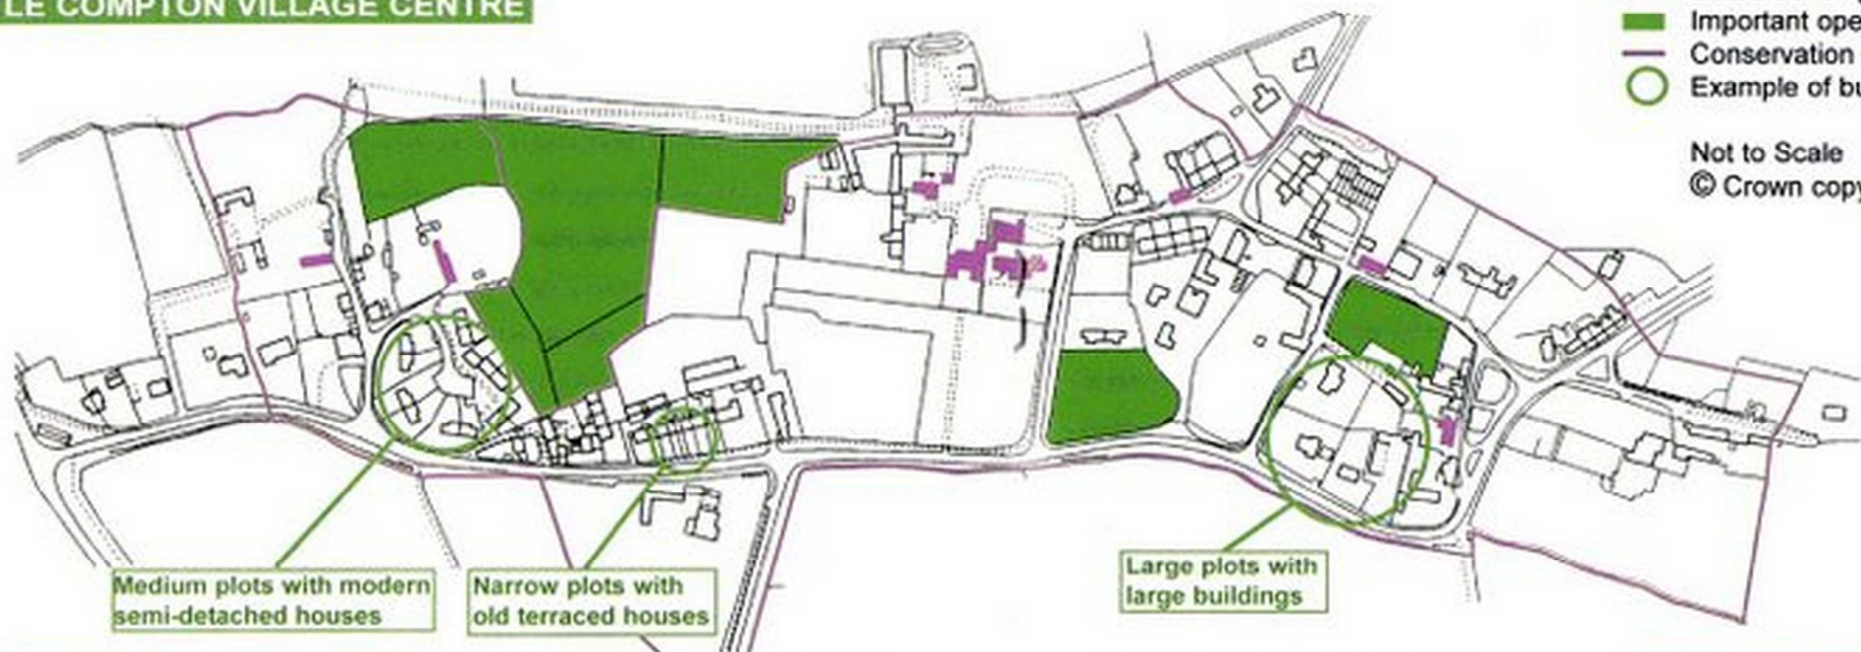 LE COMPTON VILLAGE CENTRE
Important ope
Conservation
Example of bu
Not to Scale
© Crown copy
Medium plots with modern
semi-detached houses
Narrow plots with
old terraced houses
Large plots with
large buildings